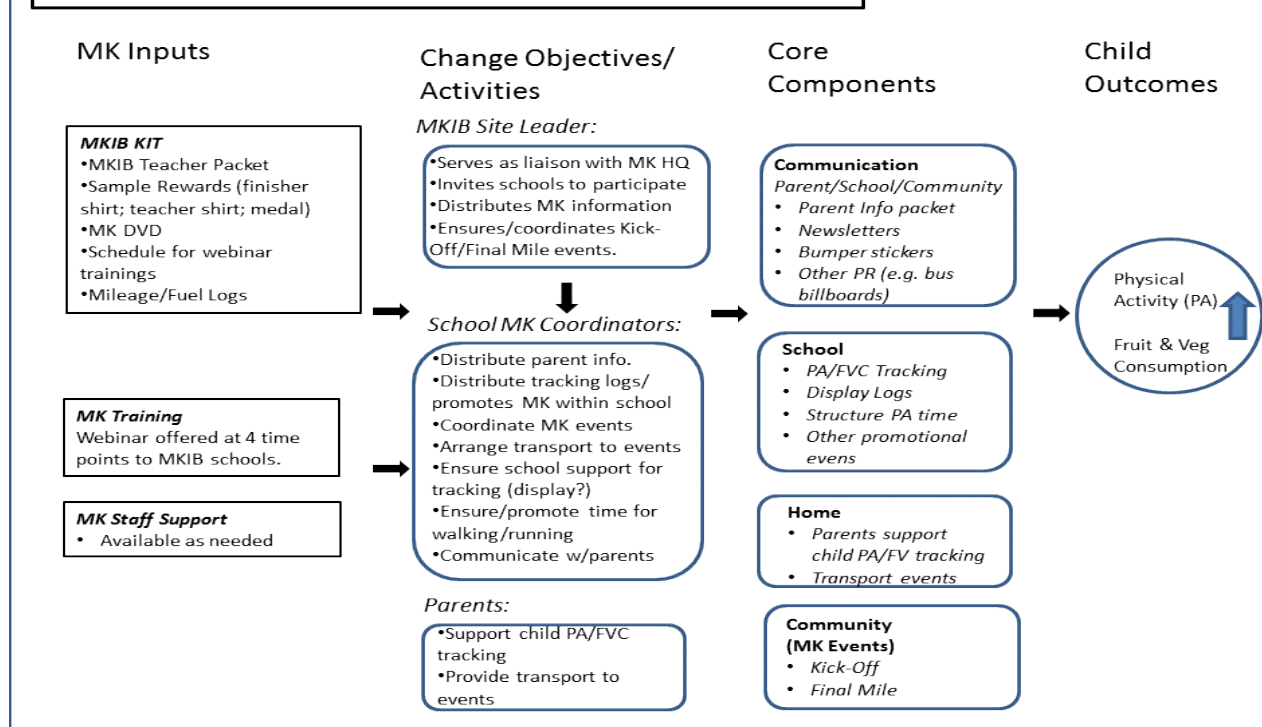 MK Inputs
Change Objectives/
Activities
Core
Components
Child
Outcomes
MKIB KIT
•MKIB Teacher Packet
•Sample Rewards (finisher
shirt; teacher shirt; medal)
•MK DVD
•Schedule for webinar
trainings
•Mileage/Fuel Logs
MK Training
Webinar offered at 4 time
points to MKIB schools.
MK Staff Support
• Available as needed
MKIB Site Leader:
•Serves as liaison with MK HQ
•Invites schools to participate
•Distributes MK information
•Ensures/coordinates Kick-
Off/Final Mile events.
School MK Coordinators:
•Distribute parent info.
•Distribute tracking logs/
promotes MK within school
•Coordinate MK events
•Arrange transport to events
•Ensure school support for
tracking (display?)
•Ensure/promote time for
walking/running
•Communicate w/parents
Parents:
•Support child PA/FVC
tracking
•Provide transport to
events
Communication
Parent/School/Community
• Parent Info packet
• Newsletters
• Bumper stickers
• Other PR (e.g. bus
billboards)
School
• PA/FVC Tracking
• Display Logs
• Structure PA time
• Other promotional
evens
Home
• Parents support
child PA/FV tracking
• Transport events
Community
(MK Events)
• Kick-Off
• Final Mile
Physical
Activity (PA)
Fruit & Veg
Consumption